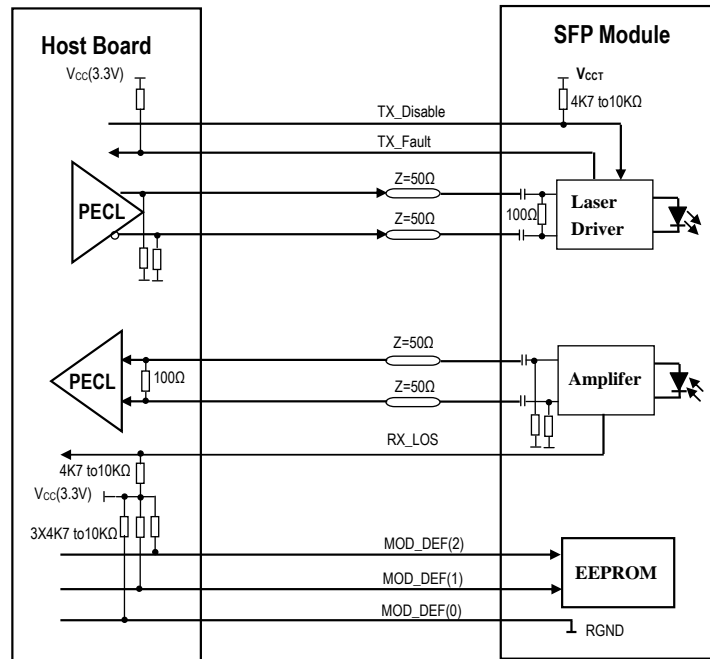 Host Board
SFP Module
VCC(3.3V)
VCCT
4K7 to10KΩ
TX_Disable
TX_Fault
PECL
Z=50Ω
Z=50Ω
100Ω
Laser
Driver
PECL
100Ω
Z=50Ω
Z=50Ω
Amplifer
RX_LOS
4K7 to10KΩ
VCC(3.3V)
3X4K7 to10KΩ
MOD_DEF(2)
MOD_DEF(1)
MOD_DEF(0)
EEPROM
RGND